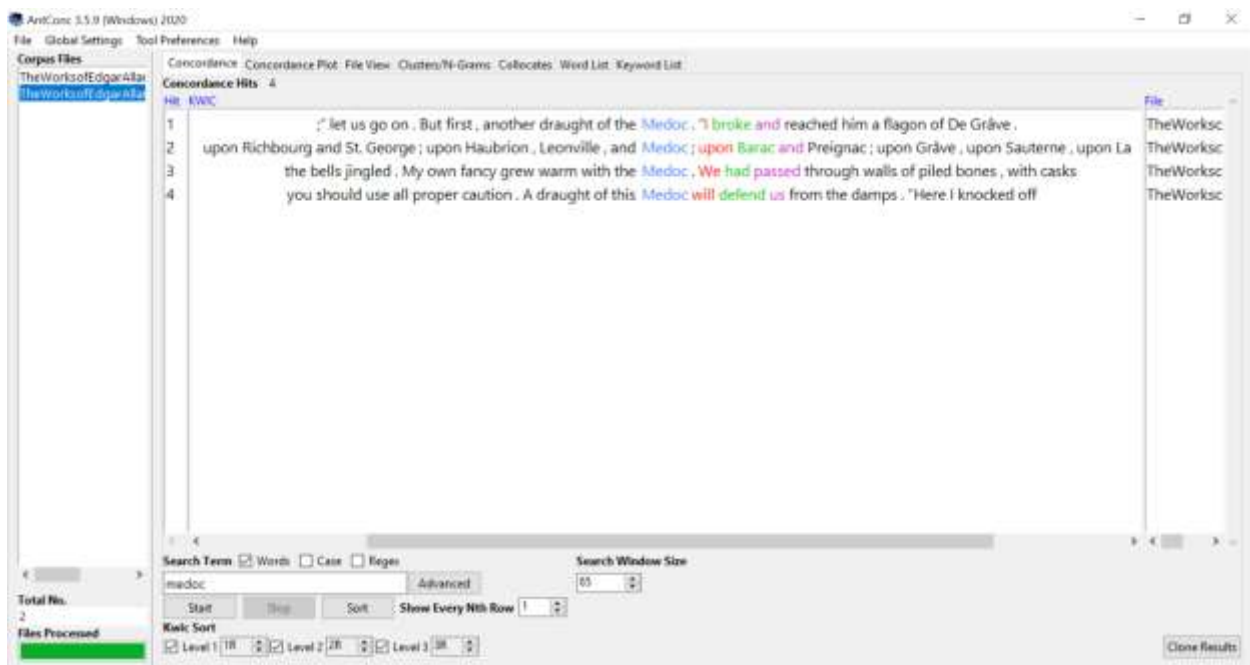 AntConc 3.5.9 (Windows) 2020
File Global Settings Tool Preferences Help
Corpus Files
TheWorksofEdgarAllar
TheWorksofEdgarAllar
Concordance Concordance Plot File View Clusters/N-Grams Collocates Word List Keyword List
Concordance Hits 4
Hit KWIC File
1 ;" let us go on . But first , another draught of the Medoc . "I broke and reached him a flagon of De Grâve . TheWorksc
2 upon Richbourg and St. George ; upon Haubrion , Leonville , and Medoc ; upon Barac and Preignac ; upon Grâve , upon Sauterne , upon La TheWorksc
3 the bells jingled . My own fancy grew warm with the Medoc . We had passed through walls of piled bones , with casks TheWorksc
4 you should use all proper caution . A draught of this Medoc will defend us from the damps . "Here I knocked off TheWorksc
Search Term Words Case Regex Search Window Size
medoc Advanced 65
Total No.
2
Start Stop Sort Show Every Nth Row 1
Files Processed
Kwic Sort
Level 1 1R Level 2 2R Level 3 3R Clone Results